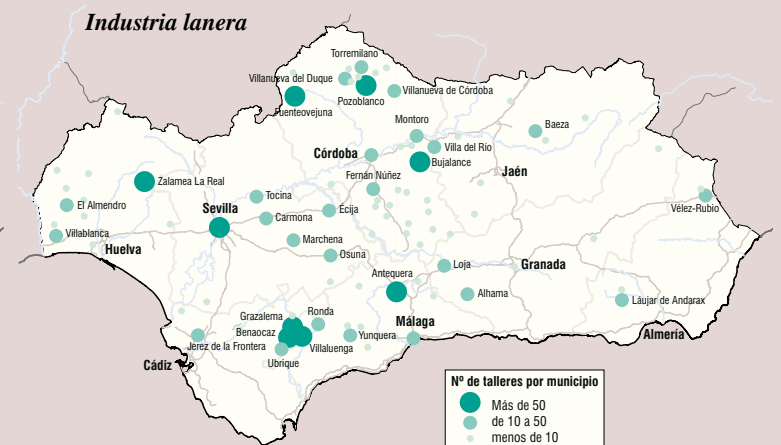 Industria lanera
Torremilano
Villanueva del Duque
Villanueva de Córdoba
Fuenteovejuna
Pozoblanco
Montoro
Baeza
Córdoba
Villa del Río
Bujalance
Jaén
Zalamea La Real
Fernán Núñez
Tocina
El Almendro
Sevilla
Écija
Vélez-Rubio
Carmona
Villablanca
Marchena
Huelva
Osuna
Loja
Granada
Antequera
Alhama
Láujar de Andarax
Grazalema
Ronda
Málaga
Benaocaz
Yunquera
Almería
Jerez de la Frontera
Villaluenga
Cádiz
Ubrique
Nº de talleres por municipio
Más de 50
de 10 a 50
menos de 10